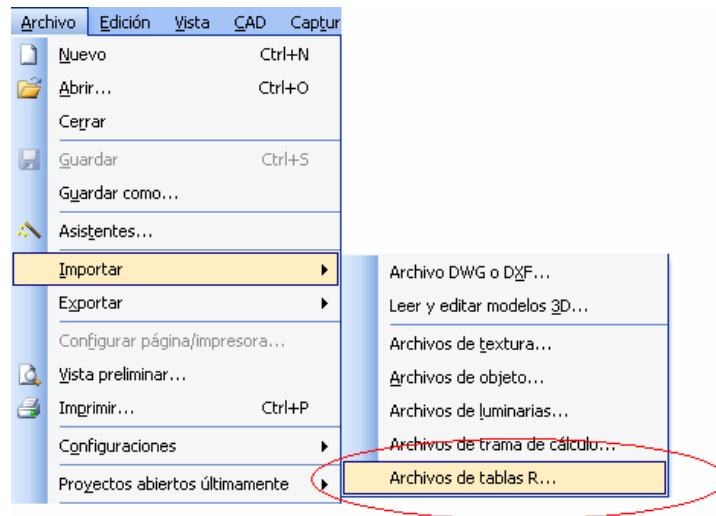 Archivo Edición Vista CAD Captur
Nuevo Ctrl+N
Abrir... Ctrl+O
Cerrar
Guardar Ctrl+S
Guardar como...
Asistentes...
Importar
Exportar
Configurar página/impresora...
Vista preliminar...
Imprimir... Ctrl+P
Configuraciones
Proyectos abiertos últimamente
Archivo DWG o DXF...
Leer y editar modelos 3D...
Archivos de textura...
Archivos de objeto...
Archivos de luminarias...
Archivos de trama de cálculo...
Archivos de tablas R...